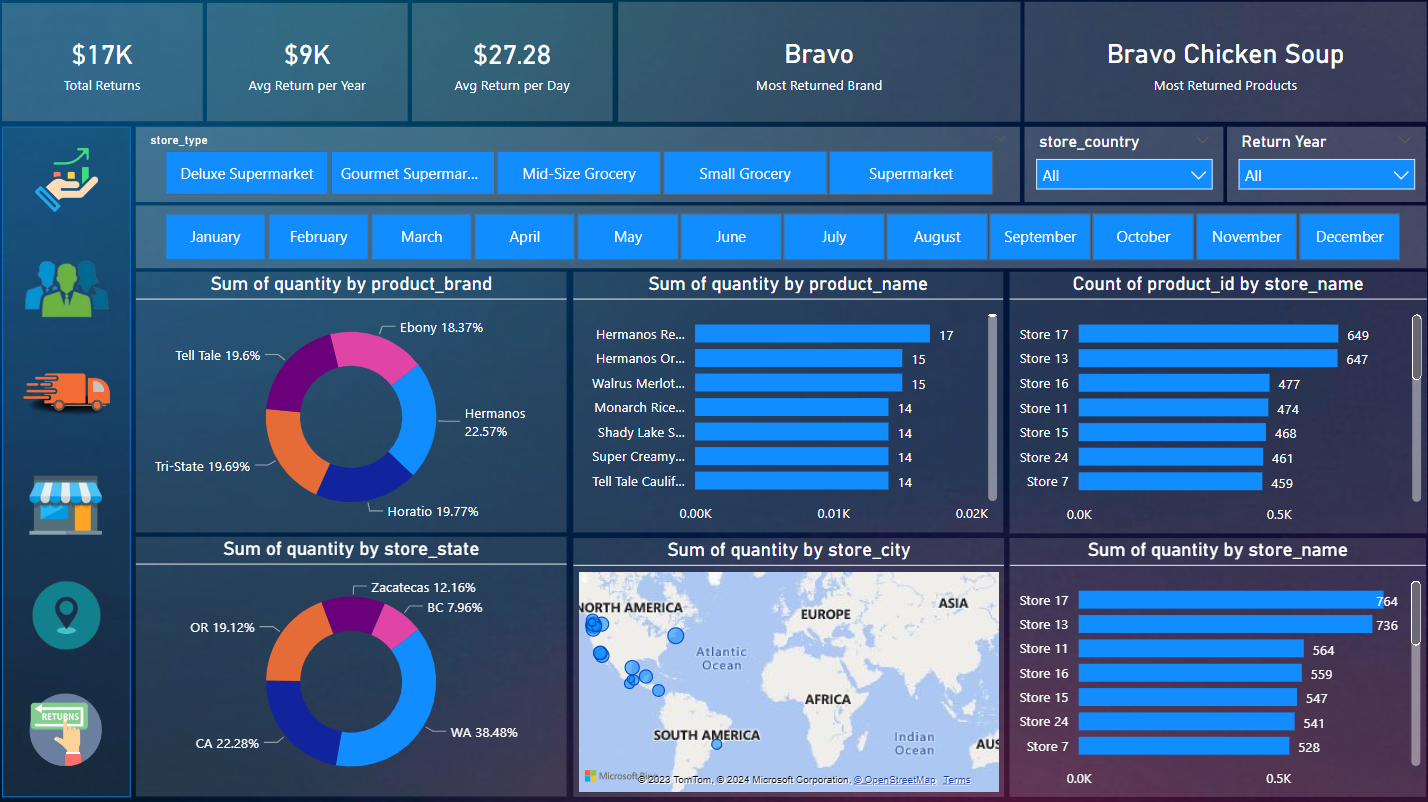 $17K
Total Returns
$9K
Avg Return per Year
$27.28
Avg Return per Day
Bravo
Most Returned Brand
Bravo Chicken Soup
Most Returned Products
store_type
Deluxe Supermarket
Gourmet Supermar...
Mid-Size Grocery
Small Grocery
Supermarket
store_country
All
Return Year
All
January
February
March
April
May
June
July
August
September
October
November
December
Sum of quantity by product_brand
Ebony 18.37%
Tell Tale 19.6%
Hermanos
22.57%
Tri-State 19.69%
Horatio 19.77%
Sum of quantity by product_name
Hermanos Re... 17
Hermanos Or... 15
Walrus Merlot... 15
Monarch Rice... 14
Shady Lake S... 14
Super Creamy... 14
Tell Tale Caulif... 14
0.00K 0.01K 0.02K
Count of product_id by store_name
Store 17 649
Store 13 647
Store 16 477
Store 11 474
Store 15 468
Store 24 461
Store 7 459
0.0K 0.5K
Sum of quantity by store_state
Zacatecas 12.16%
BC 7.96%
OR 19.12%
CA 22.28%
WA 38.48%
Sum of quantity by store_city
NORTH AMERICA
EUROPE
ASIA
Atlantic
Ocean
AFRICA
SOUTH AMERICA
Indian
Ocean
AUS
Microsoft Bing
© 2023 TomTom, © 2024 Microsoft Corporation, © OpenStreetMap Terms
Sum of quantity by store_name
Store 17 764
Store 13 736
Store 11 564
Store 16 559
Store 15 547
Store 24 541
Store 7 528
0.0K 0.5K
RETURNS